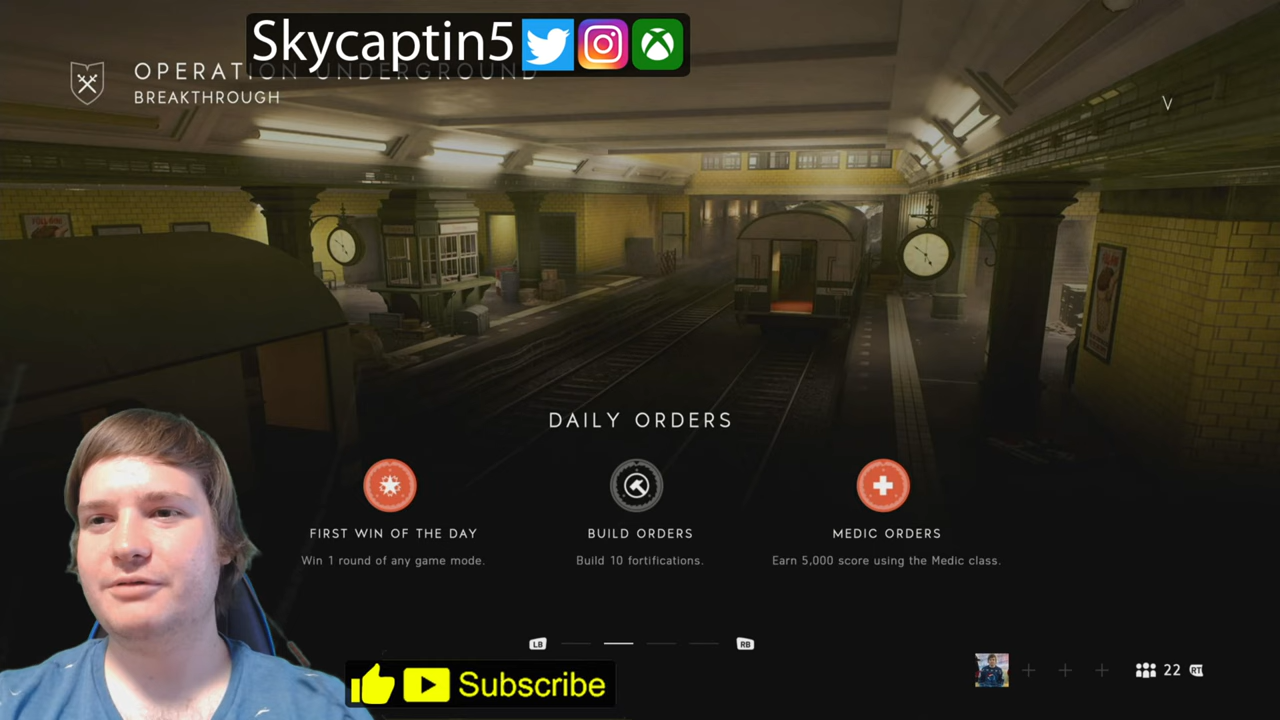 Skycaptin5
OPERATION UNDERGROUND
BREAKTHROUGH
V
DAILY ORDERS
FIRST WIN OF THE DAY
Win 1 round of any game mode.
BUILD ORDERS
Build 10 fortifications.
MEDIC ORDERS
Earn 5,000 score using the Medic class.
LB
RB
Subscribe
22
RT